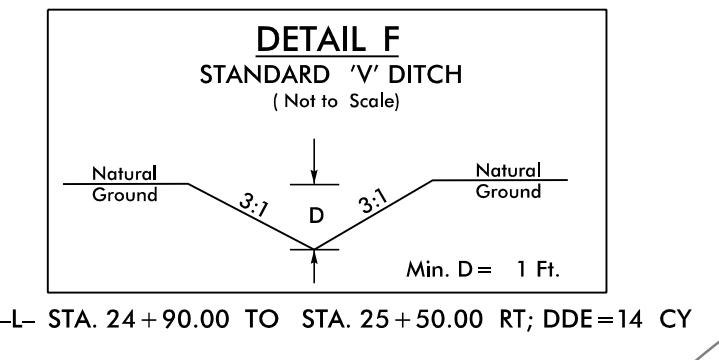 DETAIL F
STANDARD 'V' DITCH
( Not to Scale)
Natural
Ground
3:1
D
3:1
Natural
Ground
Min. D = 1 Ft.
–L– STA. 24+90.00 TO STA. 25+50.00 RT; DDE=14 CY